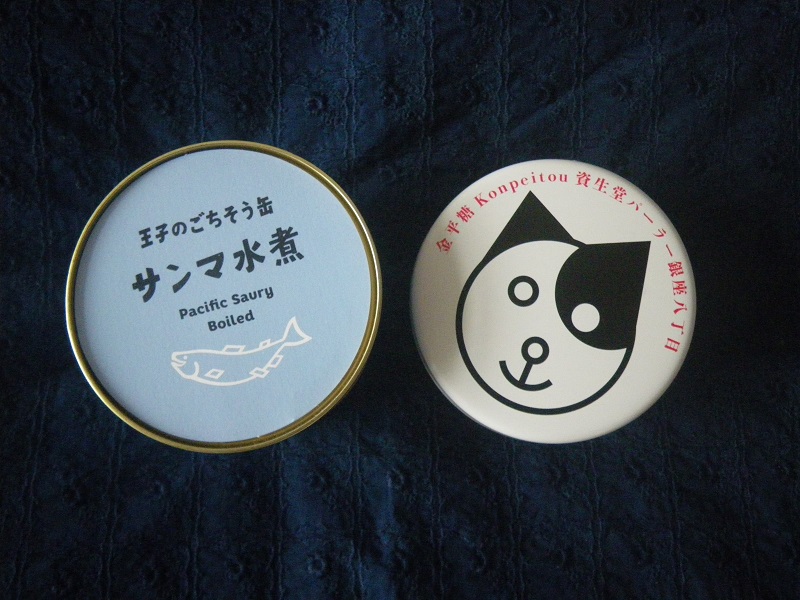 王子のごちそう缶
サンマ水煮
Pacific Saury
Boiled
金平糖 Konpeitou 資生堂パーラー銀座八丁目